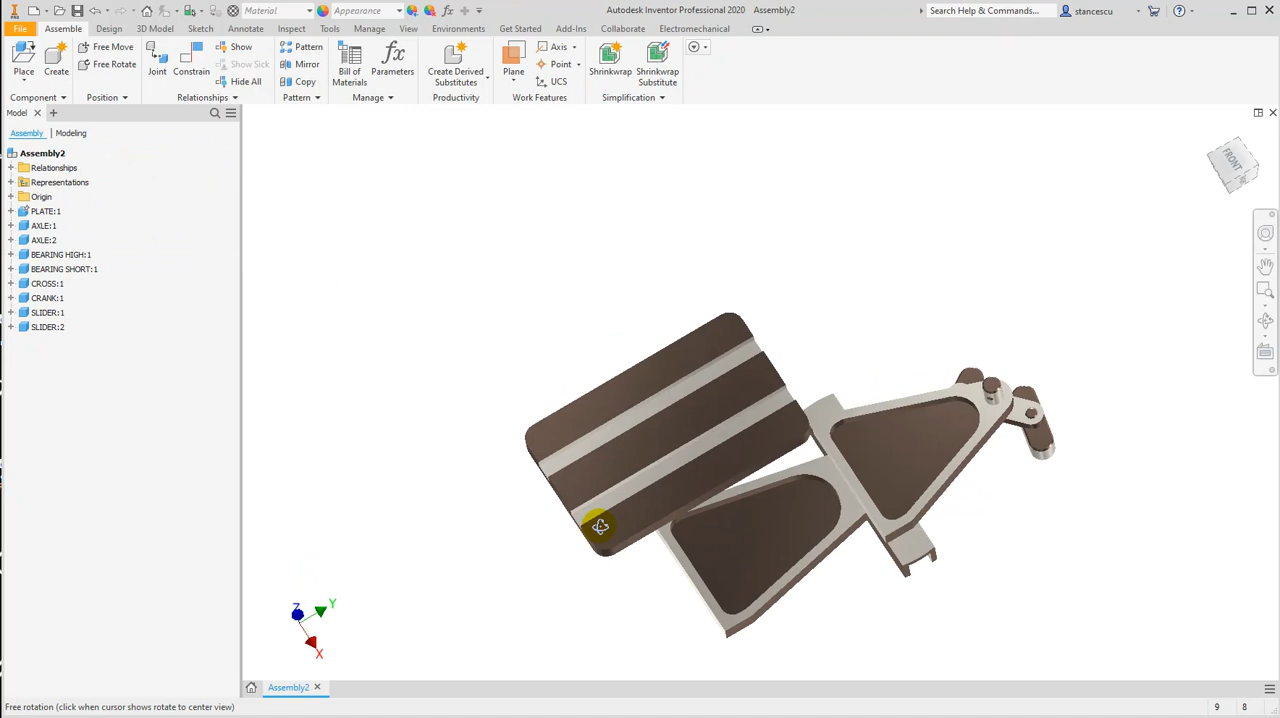 Material
Appearance
fx
Autodesk Inventor Professional 2020 Assembly2
Search Help & Commands...
stancescu
File Assemble Design 3D Model Sketch Annotate Inspect Tools Manage View Environments Get Started Add-Ins Collaborate Electromechanical
Place
Create
Free Move
Free Rotate
Joint
Constrain
Show
Show Sick
Hide All
Pattern
Mirror
Copy
Bill of
Materials
fx
Parameters
Create Derived
Substitutes
Plane
Axis
Point
UCS
Shrinkwrap
Shrinkwrap
Substitute
Component Position Relationships Pattern Manage Productivity Work Features Simplification
Model
Assembly Modeling
Assembly2
Relationships
Representations
Origin
PLATE:1
AXLE:1
AXLE:2
BEARING HIGH:1
BEARING SHORT:1
CROSS:1
CRANK:1
SLIDER:1
SLIDER:2
FRONT
Z
Y
X
Assembly2
Free rotation (click when cursor shows rotate to center view)
9 8